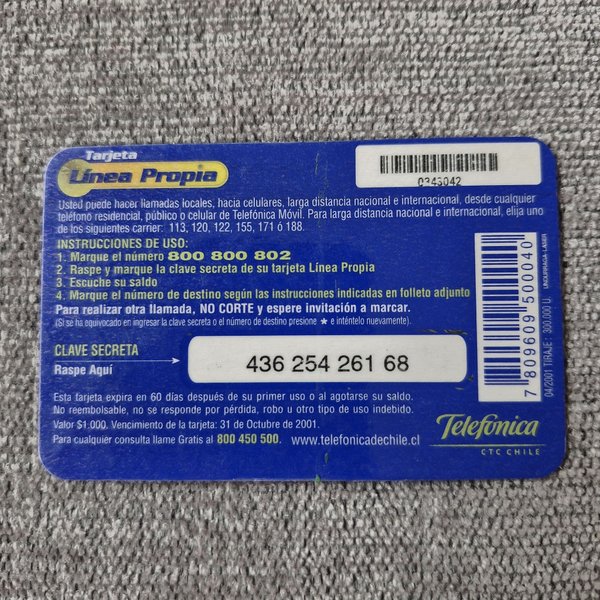 Tarjeta
Línea Propia
0343042
Usted puede hacer llamadas locales, hacia celulares, larga distancia nacional e internacional, desde cualquier
teléfono residencial, público o celular de Telefónica Móvil. Para larga distancia nacional e internacional, elija uno
de los siguientes carrier: 113, 120, 122, 155, 171 ó 188.
INSTRUCCIONES DE USO:
1. Marque el número 800 800 802
2. Raspe y marque la clave secreta de su tarjeta Línea Propia
3. Escuche su saldo
4. Marque el número de destino según las instrucciones indicadas en folleto adjunto
Para realizar otra llamada, NO CORTE y espere invitación a marcar.
(Si se ha equivocado en ingresar la clave secreta o el número de destino presione ★ e inténtelo nuevamente).
CLAVE SECRETA
Raspe Aquí
436 254 261 68
Esta tarjeta expira en 60 días después de su primer uso o al agotarse su saldo.
No reembolsable, no se responde por pérdida, robo u otro tipo de uso indebido.
Valor $1.000. Vencimiento de la tarjeta: 31 de Octubre de 2001.
Para cualquier consulta llame Gratis al 800 450 500. www.telefonicadechile.cl
7 809609 500040
04/2001 TIRAJE: 300.000 U.
Telefónica
CTC CHILE